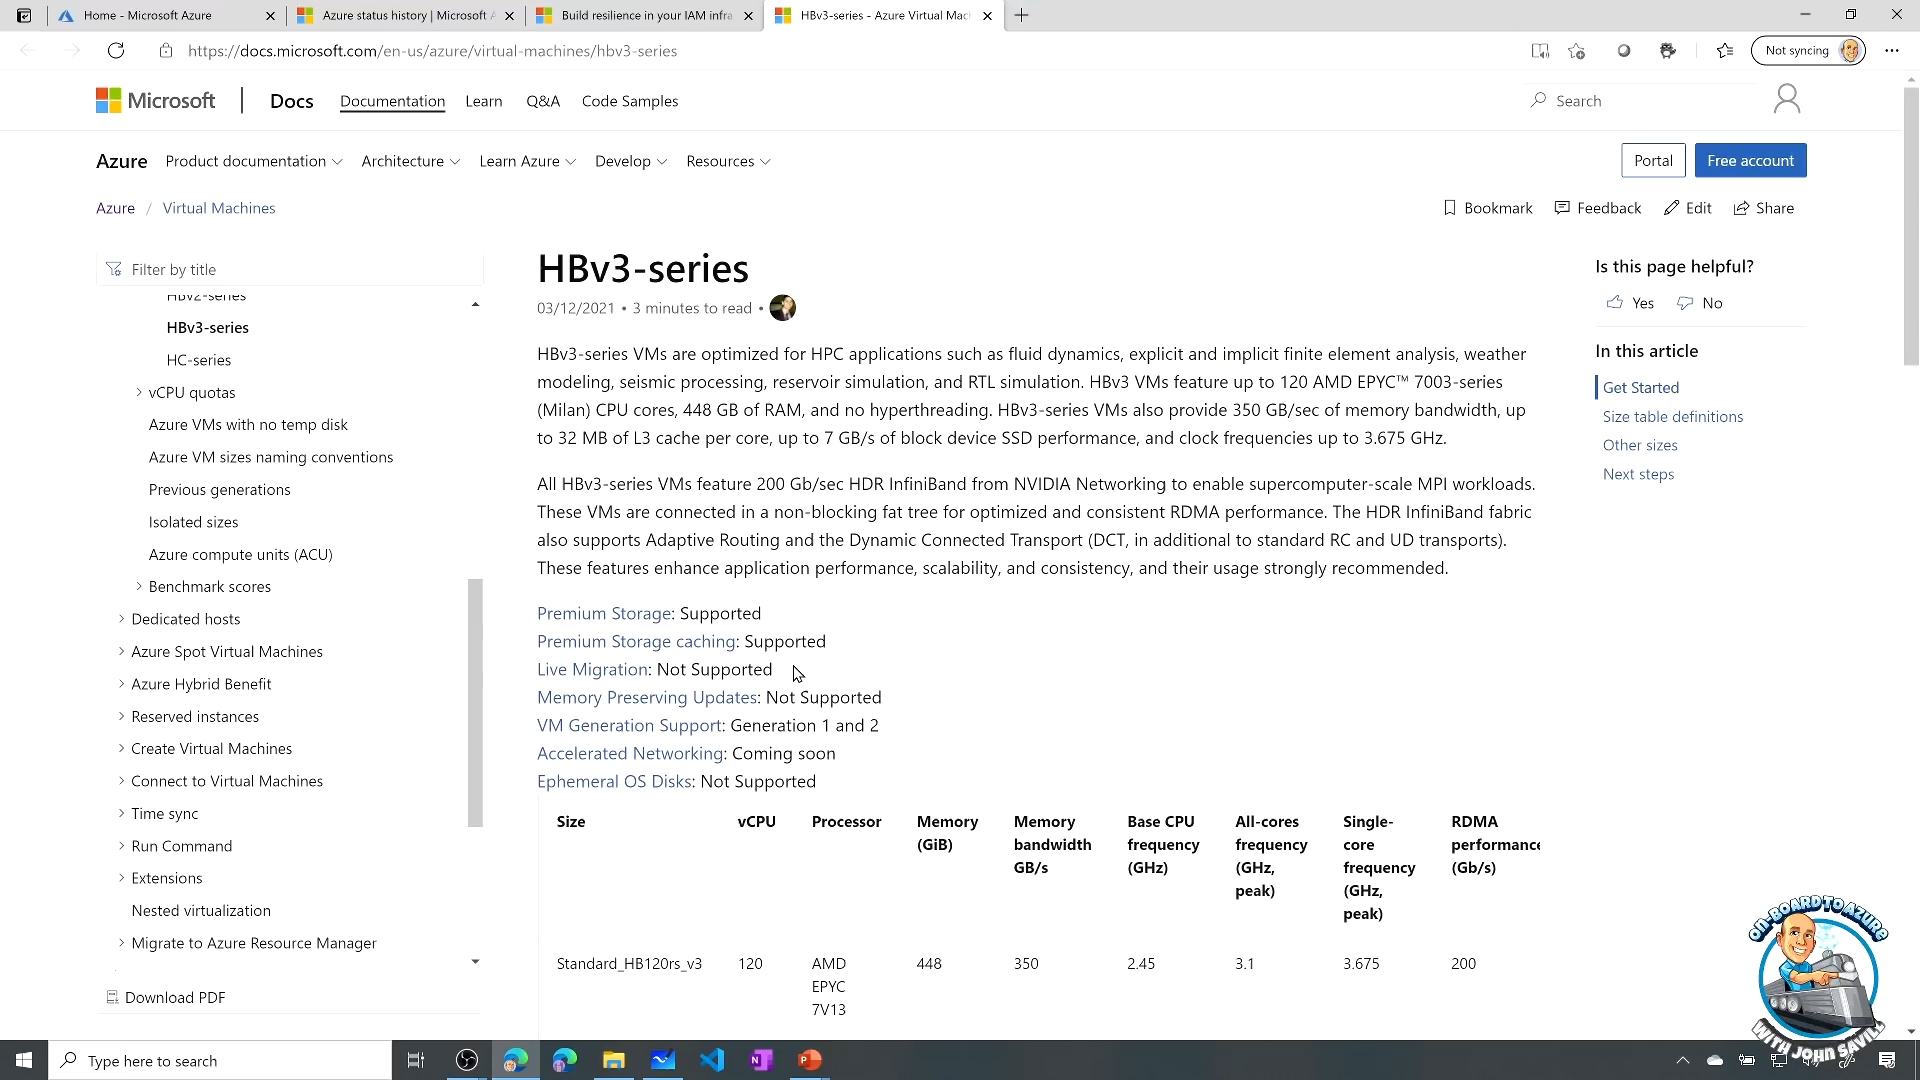 Home - Microsoft Azure
Azure status history | Microsoft A
Build resilience in your IAM infra
HBv3-series - Azure Virtual Mac
https://docs.microsoft.com/en-us/azure/virtual-machines/hbv3-series
Not syncing
Microsoft
Docs
Documentation
Learn
Q&A
Code Samples
Search
Azure
Product documentation
Architecture
Learn Azure
Develop
Resources
Portal
Free account
Azure / Virtual Machines
Bookmark
Feedback
Edit
Share
Filter by title
HBv2-series
HBv3-series
HC-series
vCPU quotas
Azure VMs with no temp disk
Azure VM sizes naming conventions
Previous generations
Isolated sizes
Azure compute units (ACU)
Benchmark scores
Dedicated hosts
Azure Spot Virtual Machines
Azure Hybrid Benefit
Reserved instances
Create Virtual Machines
Connect to Virtual Machines
Time sync
Run Command
Extensions
Nested virtualization
Migrate to Azure Resource Manager
Download PDF
HBv3-series
03/12/2021 • 3 minutes to read •
HBv3-series VMs are optimized for HPC applications such as fluid dynamics, explicit and implicit finite element analysis, weather
modeling, seismic processing, reservoir simulation, and RTL simulation. HBv3 VMs feature up to 120 AMD EPYC™ 7003-series
(Milan) CPU cores, 448 GB of RAM, and no hyperthreading. HBv3-series VMs also provide 350 GB/sec of memory bandwidth, up
to 32 MB of L3 cache per core, up to 7 GB/s of block device SSD performance, and clock frequencies up to 3.675 GHz.
All HBv3-series VMs feature 200 Gb/sec HDR InfiniBand from NVIDIA Networking to enable supercomputer-scale MPI workloads.
These VMs are connected in a non-blocking fat tree for optimized and consistent RDMA performance. The HDR InfiniBand fabric
also supports Adaptive Routing and the Dynamic Connected Transport (DCT, in additional to standard RC and UD transports).
These features enhance application performance, scalability, and consistency, and their usage strongly recommended.
Premium Storage: Supported
Premium Storage caching: Supported
Live Migration: Not Supported
Memory Preserving Updates: Not Supported
VM Generation Support: Generation 1 and 2
Accelerated Networking: Coming soon
Ephemeral OS Disks: Not Supported
Size
vCPU
Processor
Memory
(GiB)
Memory
bandwidth
GB/s
Base CPU
frequency
(GHz)
All-cores
frequency
(GHz,
peak)
Single-
core
frequency
(GHz,
peak)
RDMA
performance
(Gb/s)
Standard_HB120rs_v3
120
AMD
EPYC
7V13
448
350
2.45
3.1
3.675
200
Is this page helpful?
Yes
No
In this article
Get Started
Size table definitions
Other sizes
Next steps
ON-BOARD TO AZURE
WITH JOHN SAVILL
Type here to search